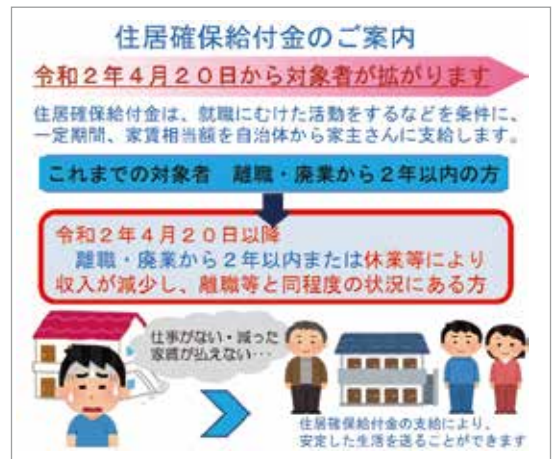 住居確保給付金のご案内
令和２年４月２０日から対象者が拡がります
住居確保給付金は、就職にむけた活動をするなどを条件に、
一定期間、家賃相当額を自治体から家主さんに支給します。
これまでの対象者　離職・廃業から２年以内の方
令和２年４月２０日以降
離職・廃業から２年以内または休業等により
収入が減少し、離職等と同程度の状況にある方
仕事がない・減った
家賃が払えない…
住居確保給付金の支給により、
安定した生活を送ることができます